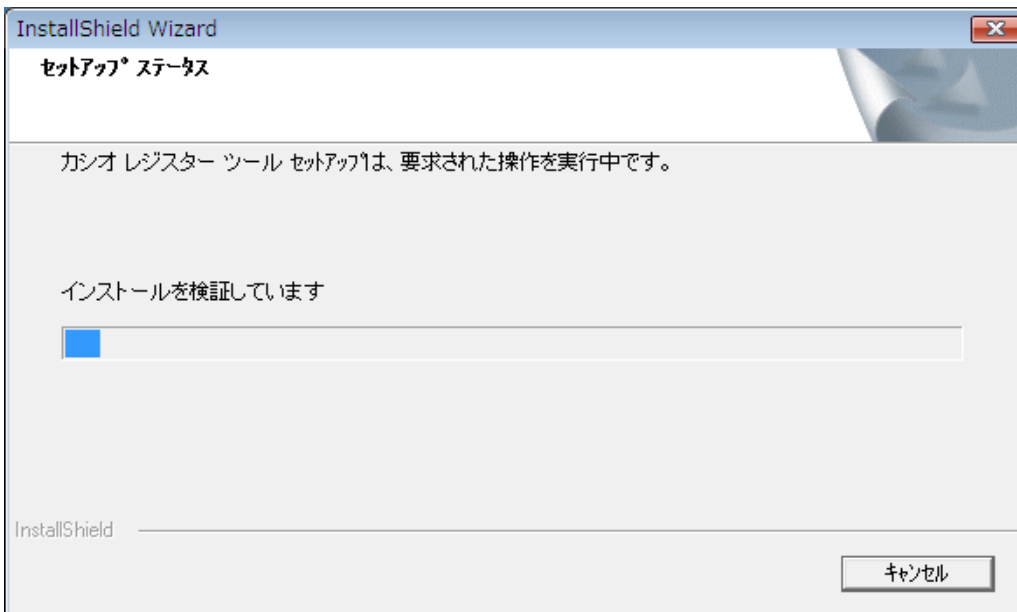 InstallShield Wizard
ｾｯﾄｱｯﾌﾟ ｽﾃｰﾀｽ
カシオ レジスター ツール ｾｯﾄｱｯﾌﾟは、要求された操作を実行中です。
インストールを検証しています
InstallShield
ｷｬﾝｾﾙ